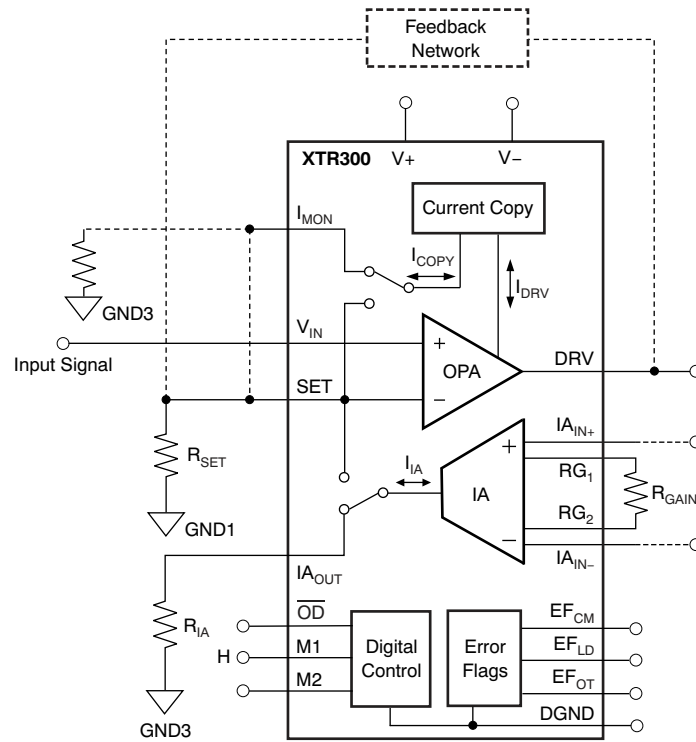 Feedback
Network
XTR300
V+
V−
Current Copy
I_MON
I_COPY
I_DRV
GND3
V_IN
Input Signal
OPA
+
−
DRV
SET
IA_IN+
R_SET
I_IA
+
IA
−
RG_1
R_GAIN
RG_2
GND1
IA_IN−
IA_OUT
R_IA
O̅D̅
H
M1
M2
Digital
Control
Error
Flags
EF_CM
EF_LD
EF_OT
DGND
GND3